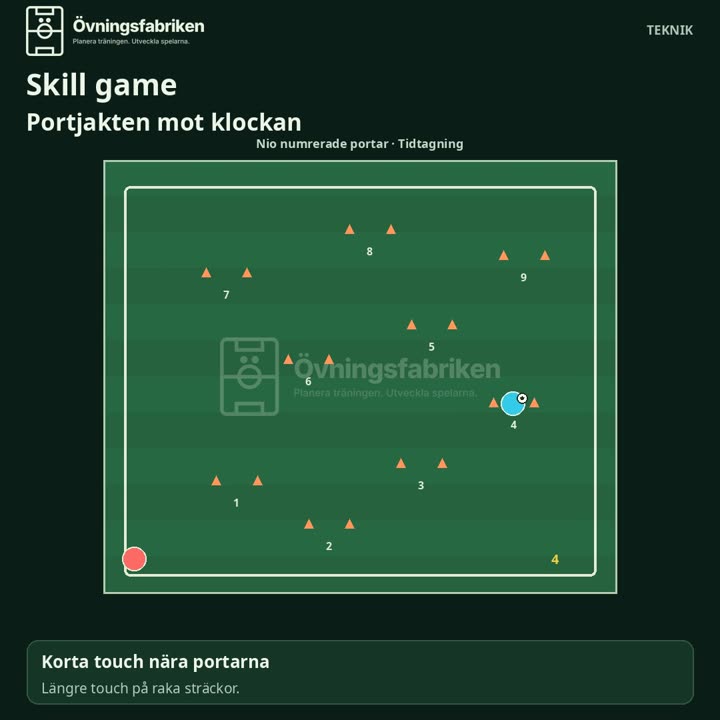 Övningsfabriken
Planera träningen. Utveckla spelarna.
TEKNIK
Skill game
Portjakten mot klockan
Nio numrerade portar · Tidtagning
8
9
7
5
Övningsfabriken
6
Planera träningen. Utveckla spelarna.
4
3
1
2
4
Korta touch nära portarna
Längre touch på raka sträckor.